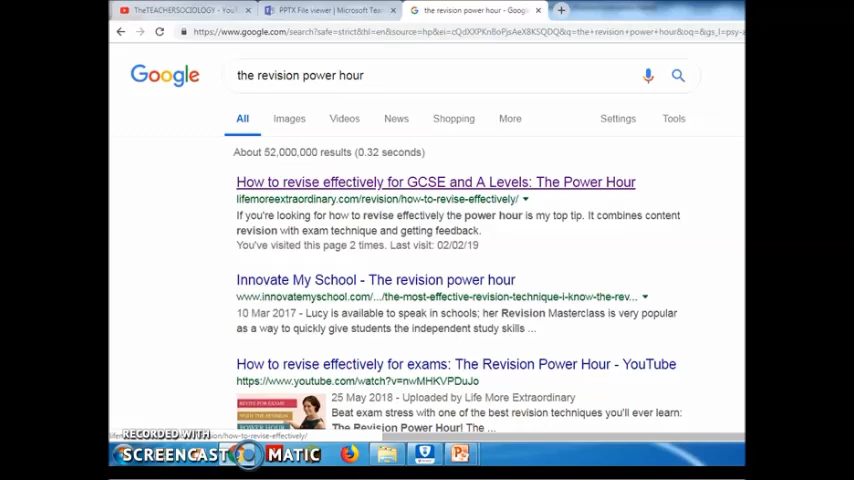 TheTEACHERSOCIOLOGY - YouT
PPTX File viewer | Microsoft Tea
the revision power hour - Goog
https://www.google.com/search?safe=strict&hl=en&source=hp&ei=
Google
the revision power hour
All Images Videos News Shopping More Settings Tools
About 52,000,000 results (0.32 seconds)
How to revise effectively for GCSE and A Levels: The Power Hour
lifemoreextraordinary.com/revision/how-to-revise-effectively/
If you're looking for how to revise effectively the power hour is my top tip. It combines content
revision with exam technique and getting feedback.
You've visited this page 2 times. Last visit: 02/02/19
Innovate My School - The revision power hour
www.innovatemyschool.com/.../the-most-effective-revision-technique-i-know-the-rev...
10 Mar 2017 - Lucy is available to speak in schools; her Revision Masterclass is very popular
as a way to quickly give students the independent study skills ...
How to revise effectively for exams: The Revision Power Hour - YouTube
https://www.youtube.com/watch?v=nwMHKVPDuJo
25 May 2018 - Uploaded by Life More Extraordinary
Beat exam stress with one of the best revision techniques you'll ever learn:
The Revision Power Hour! The ...
REVISE FOR EXAMS
WITH THE REVISION
POWER HOUR
RECORDED WITH
SCREENCAST MATIC